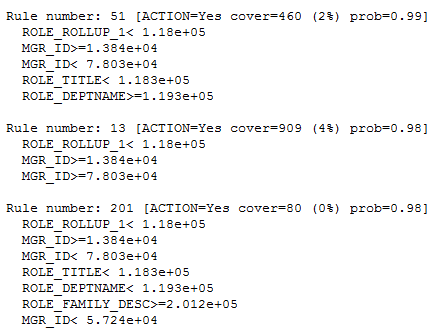 Rule number: 51 [ACTION=Yes cover=460 (2%) prob=0.99]
ROLE_ROLLUP_1< 1.18e+05
MGR_ID>=1.384e+04
MGR_ID< 7.803e+04
ROLE_TITLE< 1.183e+05
ROLE_DEPTNAME>=1.193e+05
Rule number: 13 [ACTION=Yes cover=909 (4%) prob=0.98]
ROLE_ROLLUP_1< 1.18e+05
MGR_ID>=1.384e+04
MGR_ID>=7.803e+04
Rule number: 201 [ACTION=Yes cover=80 (0%) prob=0.98]
ROLE_ROLLUP_1< 1.18e+05
MGR_ID>=1.384e+04
MGR_ID< 7.803e+04
ROLE_TITLE< 1.183e+05
ROLE_DEPTNAME< 1.193e+05
ROLE_FAMILY_DESC>=2.012e+05
MGR_ID< 5.724e+04